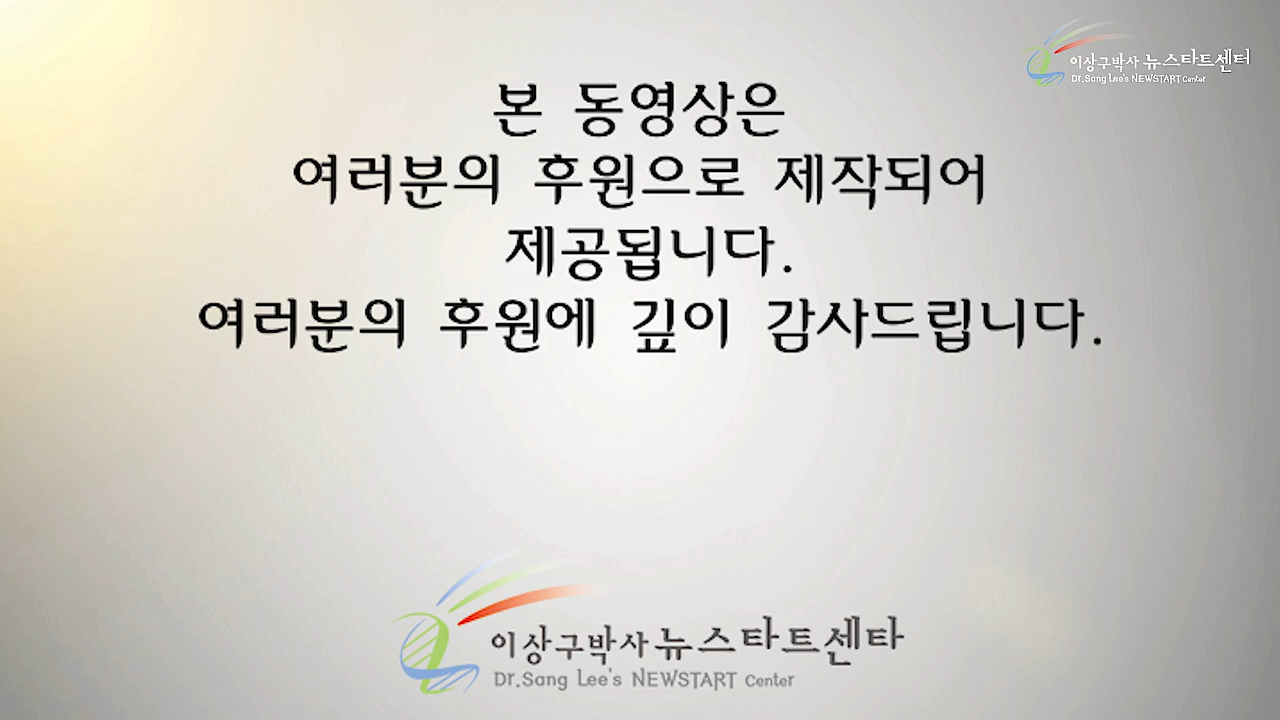 이상구박사 뉴스타트센터
Dr.Sang Lee's NEWSTART Center
본 동영상은
여러분의 후원으로 제작되어
제공됩니다.
여러분의 후원에 깊이 감사드립니다.
이상구박사 뉴스타트센타
Dr.Sang Lee's NEWSTART Center